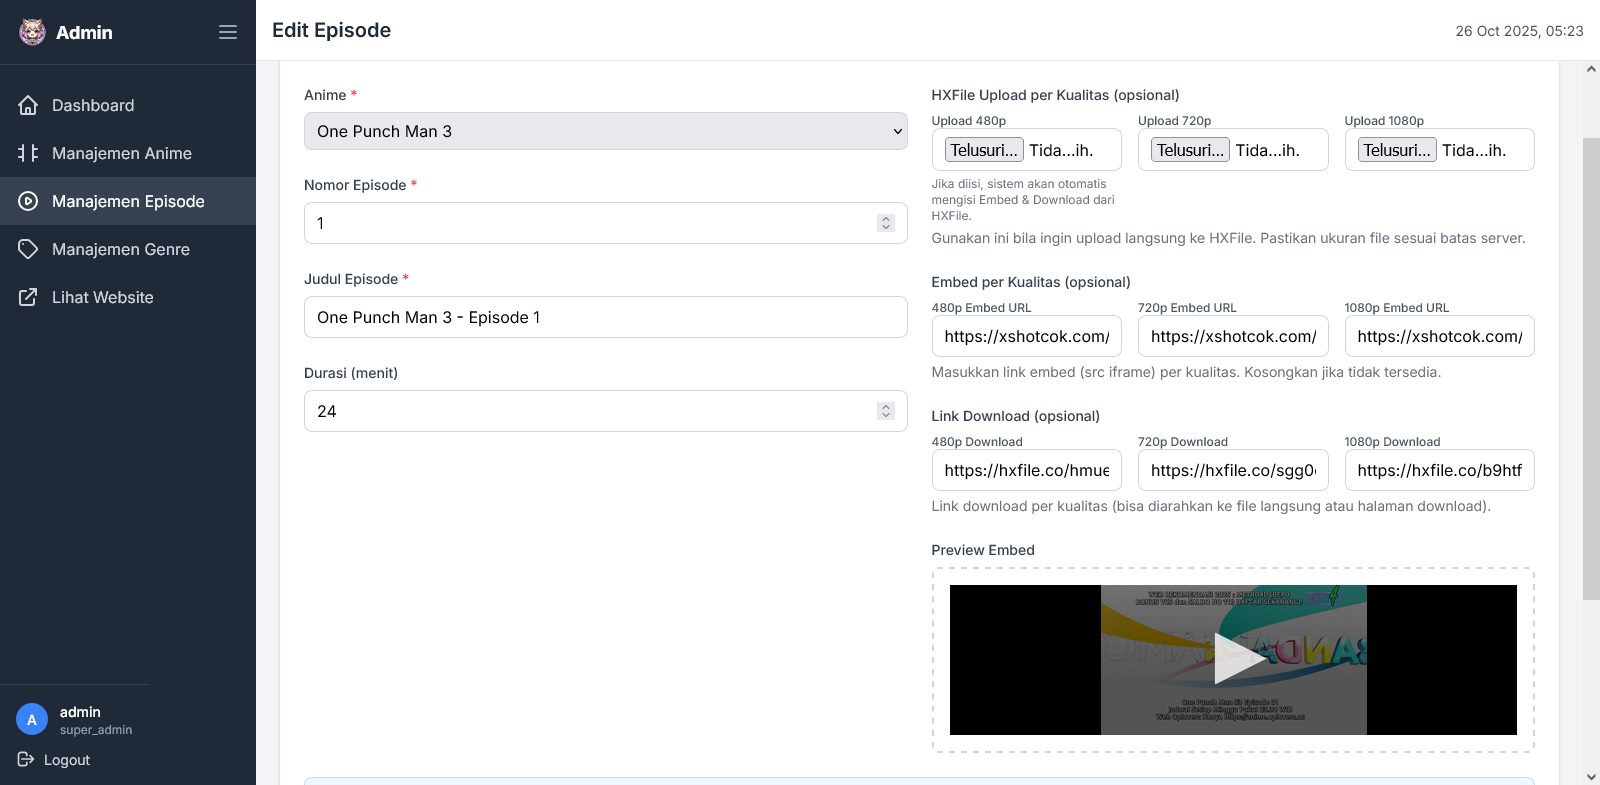 Admin
Edit Episode
26 Oct 2025, 05:23
Dashboard
Manajemen Anime
Manajemen Episode
Manajemen Genre
Lihat Website
admin
super_admin
A
Logout
Anime *
One Punch Man 3
Nomor Episode *
1
Judul Episode *
One Punch Man 3 - Episode 1
Durasi (menit)
24
HXFile Upload per Kualitas (opsional)
Upload 480p
Upload 720p
Upload 1080p
Telusuri... Tida...ih.
Telusuri... Tida...ih.
Telusuri... Tida...ih.
Jika diisi, sistem akan otomatis
mengisi Embed & Download dari
HXFile.
Gunakan ini bila ingin upload langsung ke HXFile. Pastikan ukuran file sesuai batas server.
Embed per Kualitas (opsional)
480p Embed URL
720p Embed URL
1080p Embed URL
https://xshotcok.com/
https://xshotcok.com/
https://xshotcok.com/
Masukkan link embed (src iframe) per kualitas. Kosongkan jika tidak tersedia.
Link Download (opsional)
480p Download
720p Download
1080p Download
https://hxfile.co/hmue
https://hxfile.co/sgg0
https://hxfile.co/b9htf
Link download per kualitas (bisa diarahkan ke file langsung atau halaman download).
Preview Embed
WEB REKOMENDASI 2025 :
SEKARANG!
One Punch Man S3 Episode 01
Jadwal Setiap Minggu Pukul